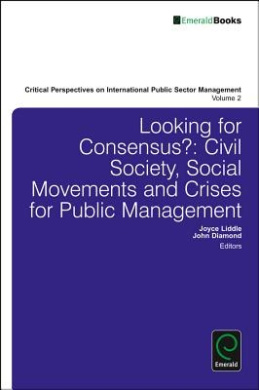 EmeraldBooks
Critical Perspectives on International Public Sector Management
Volume 2
Looking for
Consensus?: Civil
Society, Social
Movements and Crises
for Public Management
Joyce Liddle
John Diamond
Editors
Emerald